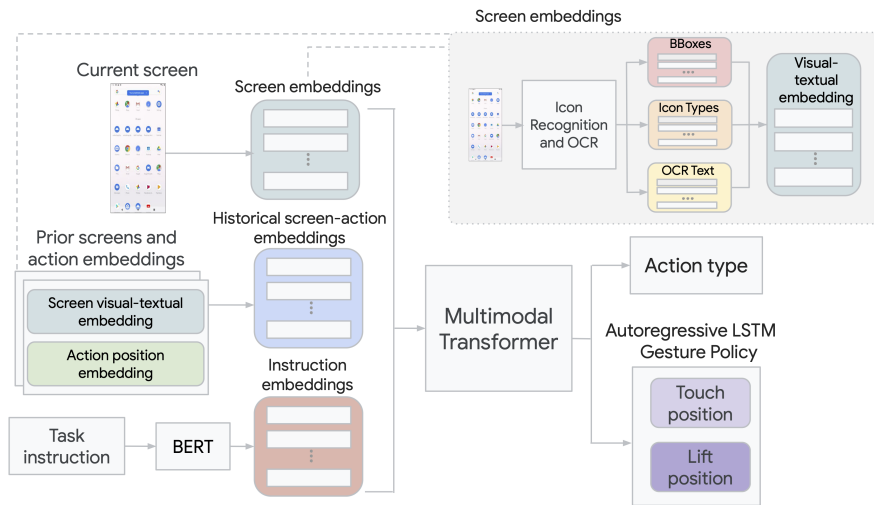 Screen embeddings
Current screen
Screen embeddings
BBoxes
Icon Types
OCR Text
Icon
Recognition
and OCR
Visual-
textual
embedding
Historical screen-action
embeddings
Prior screens and
action embeddings
Screen visual-textual
embedding
Action position
embedding
Instruction
embeddings
Task
instruction
BERT
Multimodal
Transformer
Action type
Autoregressive LSTM
Gesture Policy
Touch
position
Lift
position